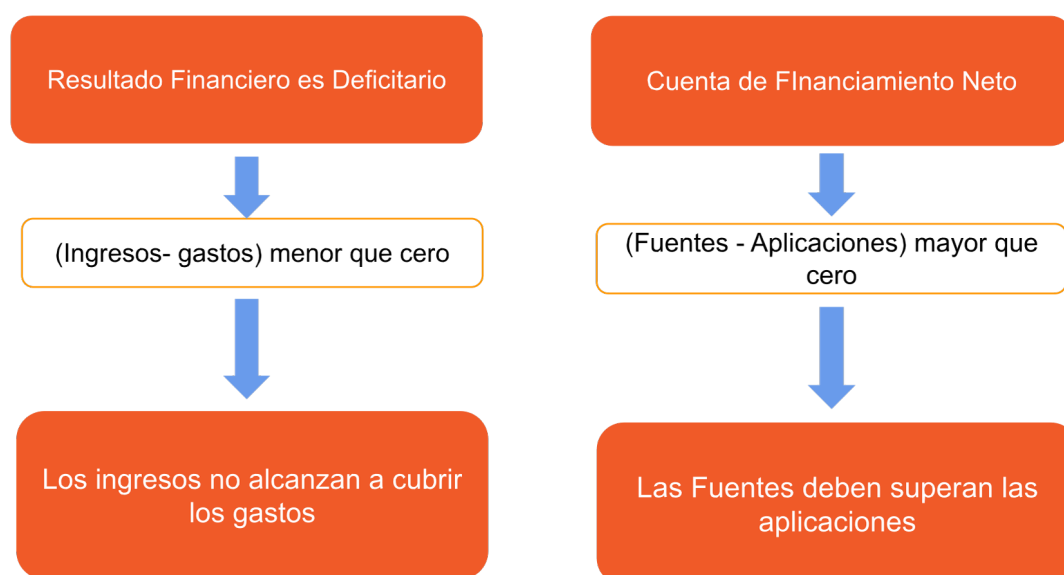 Resultado Financiero es Deficitario
(Ingresos- gastos) menor que cero
Los ingresos no alcanzan a cubrir
los gastos
Cuenta de FInanciamiento Neto
(Fuentes - Aplicaciones) mayor que
cero
Las Fuentes deben superan las
aplicaciones